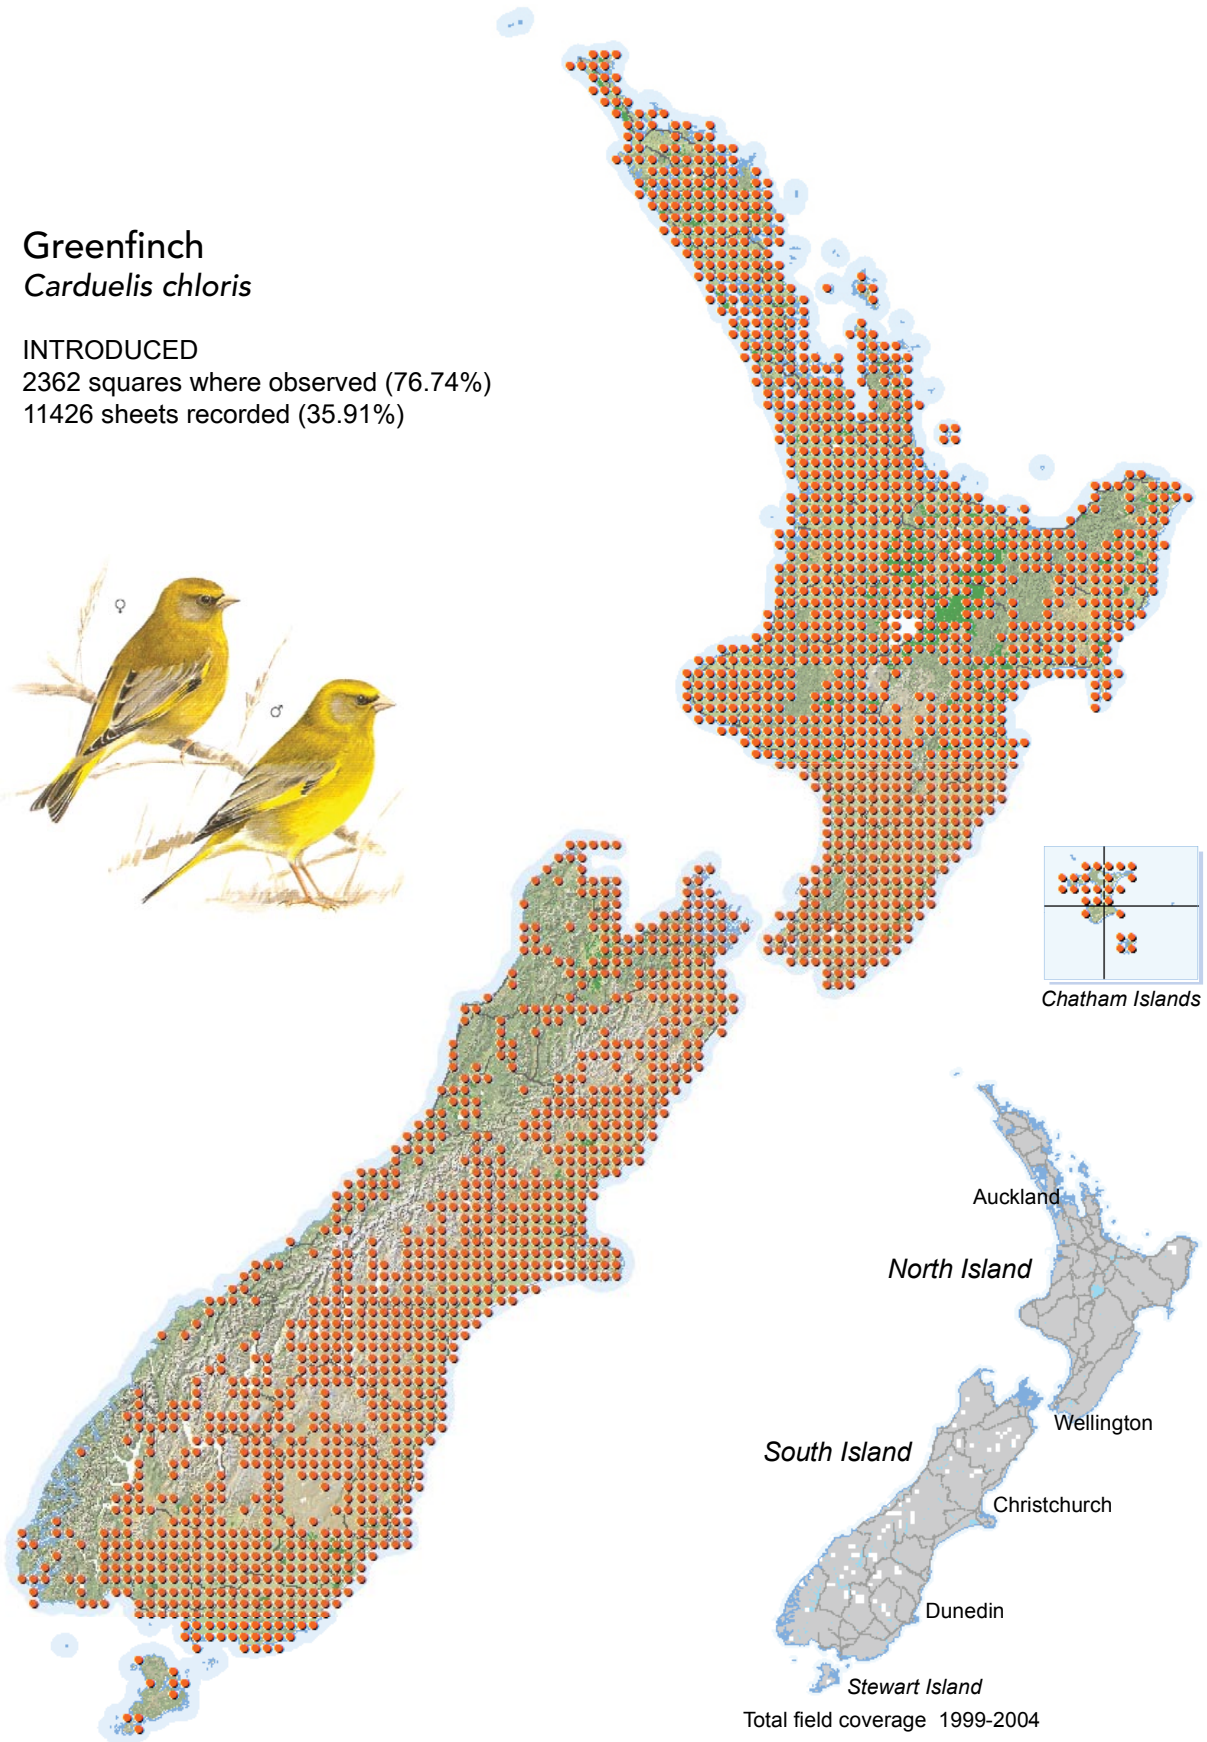 Greenfinch
Carduelis chloris
INTRODUCED
2362 squares where observed (76.74%)
11426 sheets recorded (35.91%)
♀
♂
Chatham Islands
Auckland
North Island
Wellington
South Island
Christchurch
Dunedin
Stewart Island
Total field coverage 1999-2004